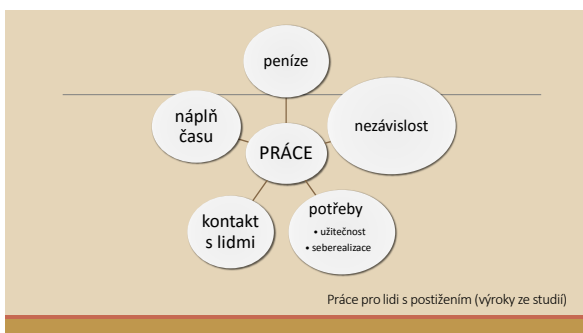 peníze
náplň
času
nezávislost
PRÁCE
kontakt
s lidmi
potřeby
• užitečnost
• seberealizace
Práce pro lidi s postižením (výroky ze studií)